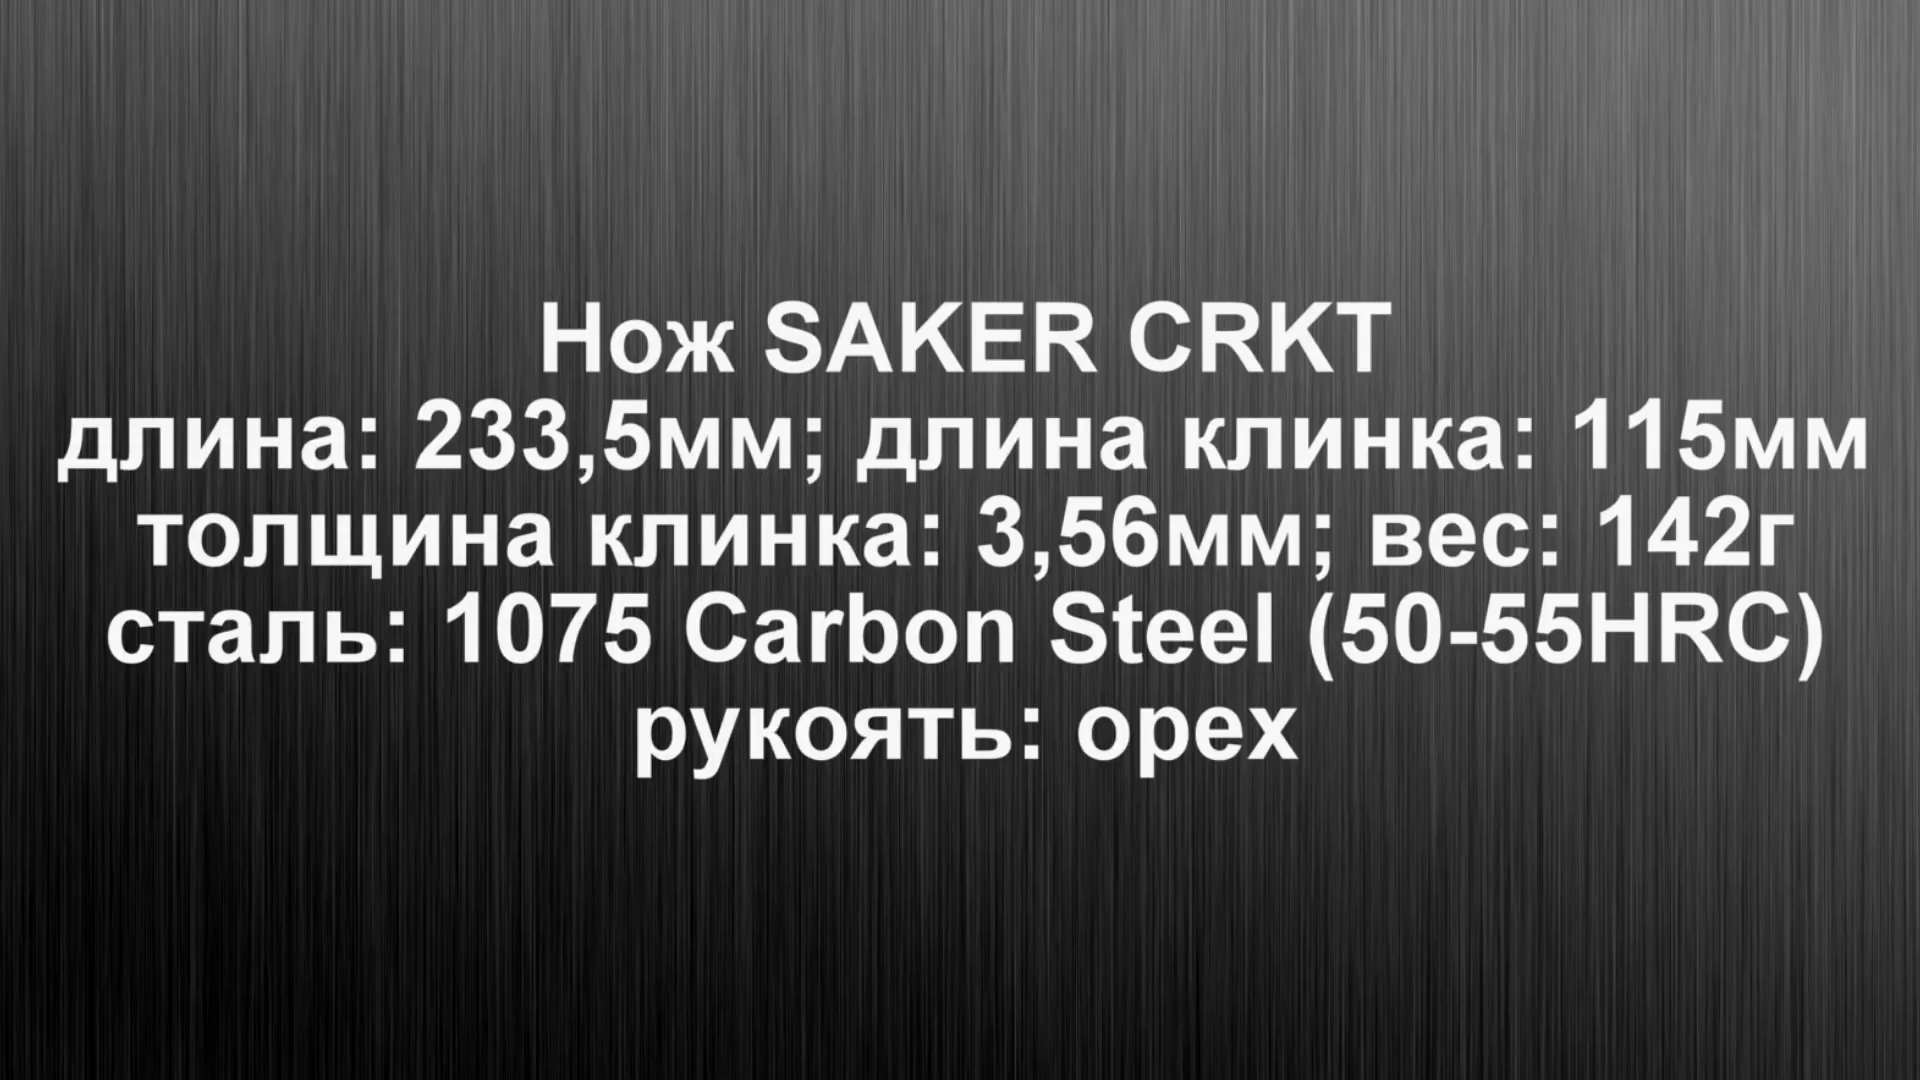 Нож SAKER CRKT
длина: 233,5мм; длина клинка: 115мм
толщина клинка: 3,56мм; вес: 142г
сталь: 1075 Carbon Steel (50-55HRC)
рукоять: орех